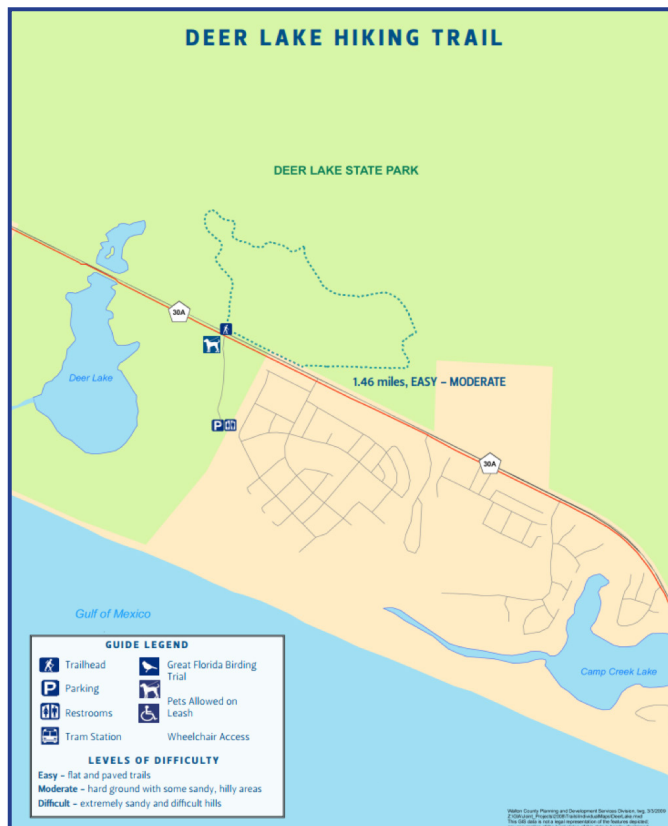 DEER LAKE HIKING TRAIL
DEER LAKE STATE PARK
30A
Deer Lake
1.46 miles, EASY – MODERATE
P
30A
Gulf of Mexico
Camp Creek Lake
GUIDE LEGEND
Trailhead
Great Florida Birding
Trial
P Parking
Pets Allowed on
Leash
Restrooms
Tram Station
Wheelchair Access
LEVELS OF DIFFICULTY
Easy – flat and paved trails
Moderate – hard ground with some sandy, hilly areas
Difficult – extremely sandy and difficult hills
Walton County Planning and Development Services Division,
This GIS data is not a legal representation of the features depicted;